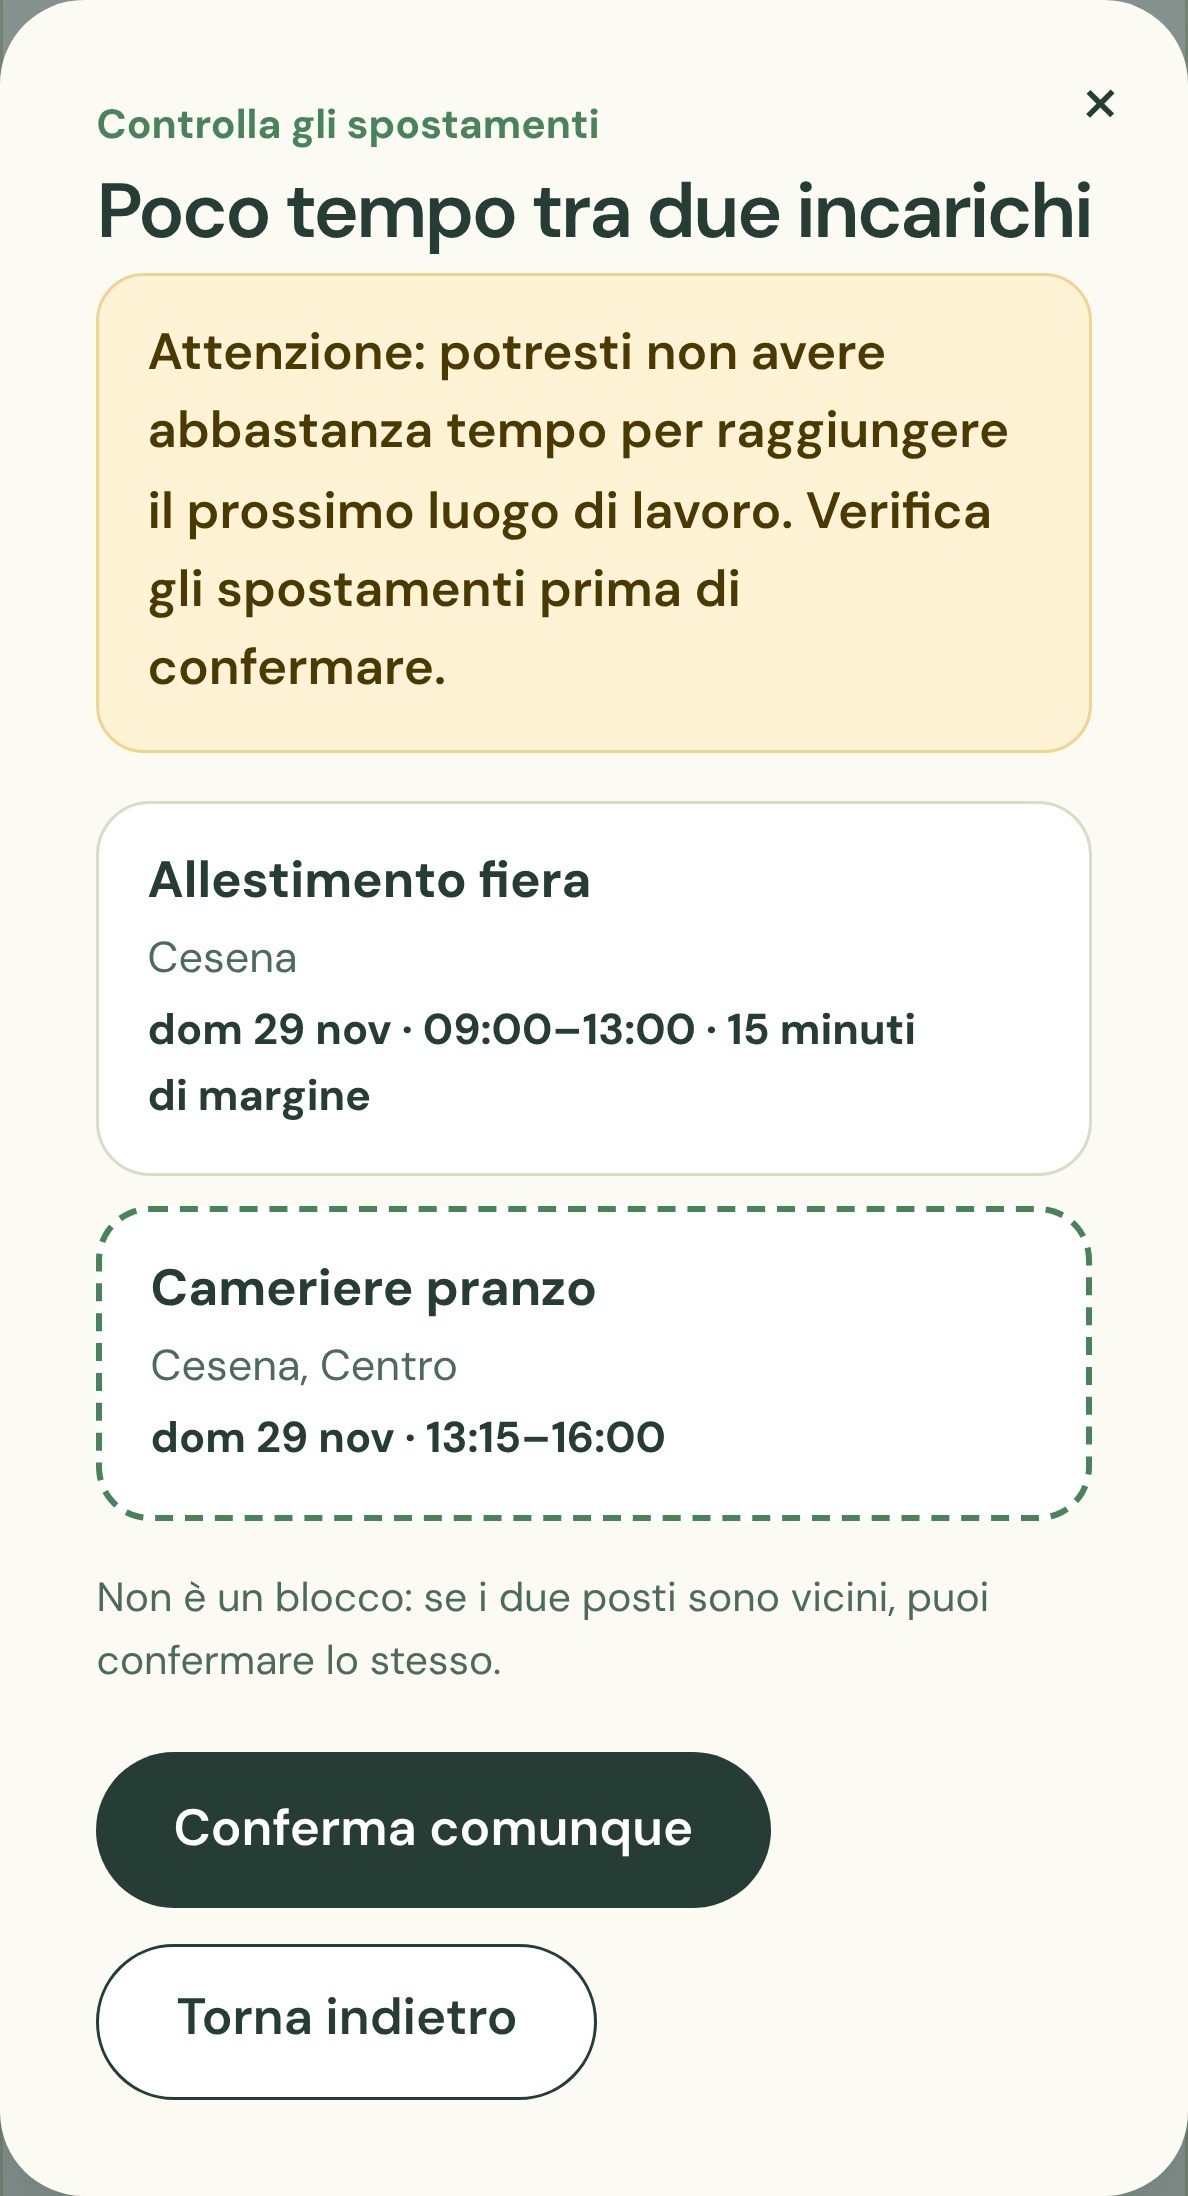 Controlla gli spostamenti
Poco tempo tra due incarichi
Attenzione: potresti non avere
abbastanza tempo per raggiungere
il prossimo luogo di lavoro. Verifica
gli spostamenti prima di
confermare.
Allestimento fiera
Cesena
dom 29 nov · 09:00–13:00 · 15 minuti
di margine
Cameriere pranzo
Cesena, Centro
dom 29 nov · 13:15–16:00
Non è un blocco: se i due posti sono vicini, puoi
confermare lo stesso.
Conferma comunque
Torna indietro